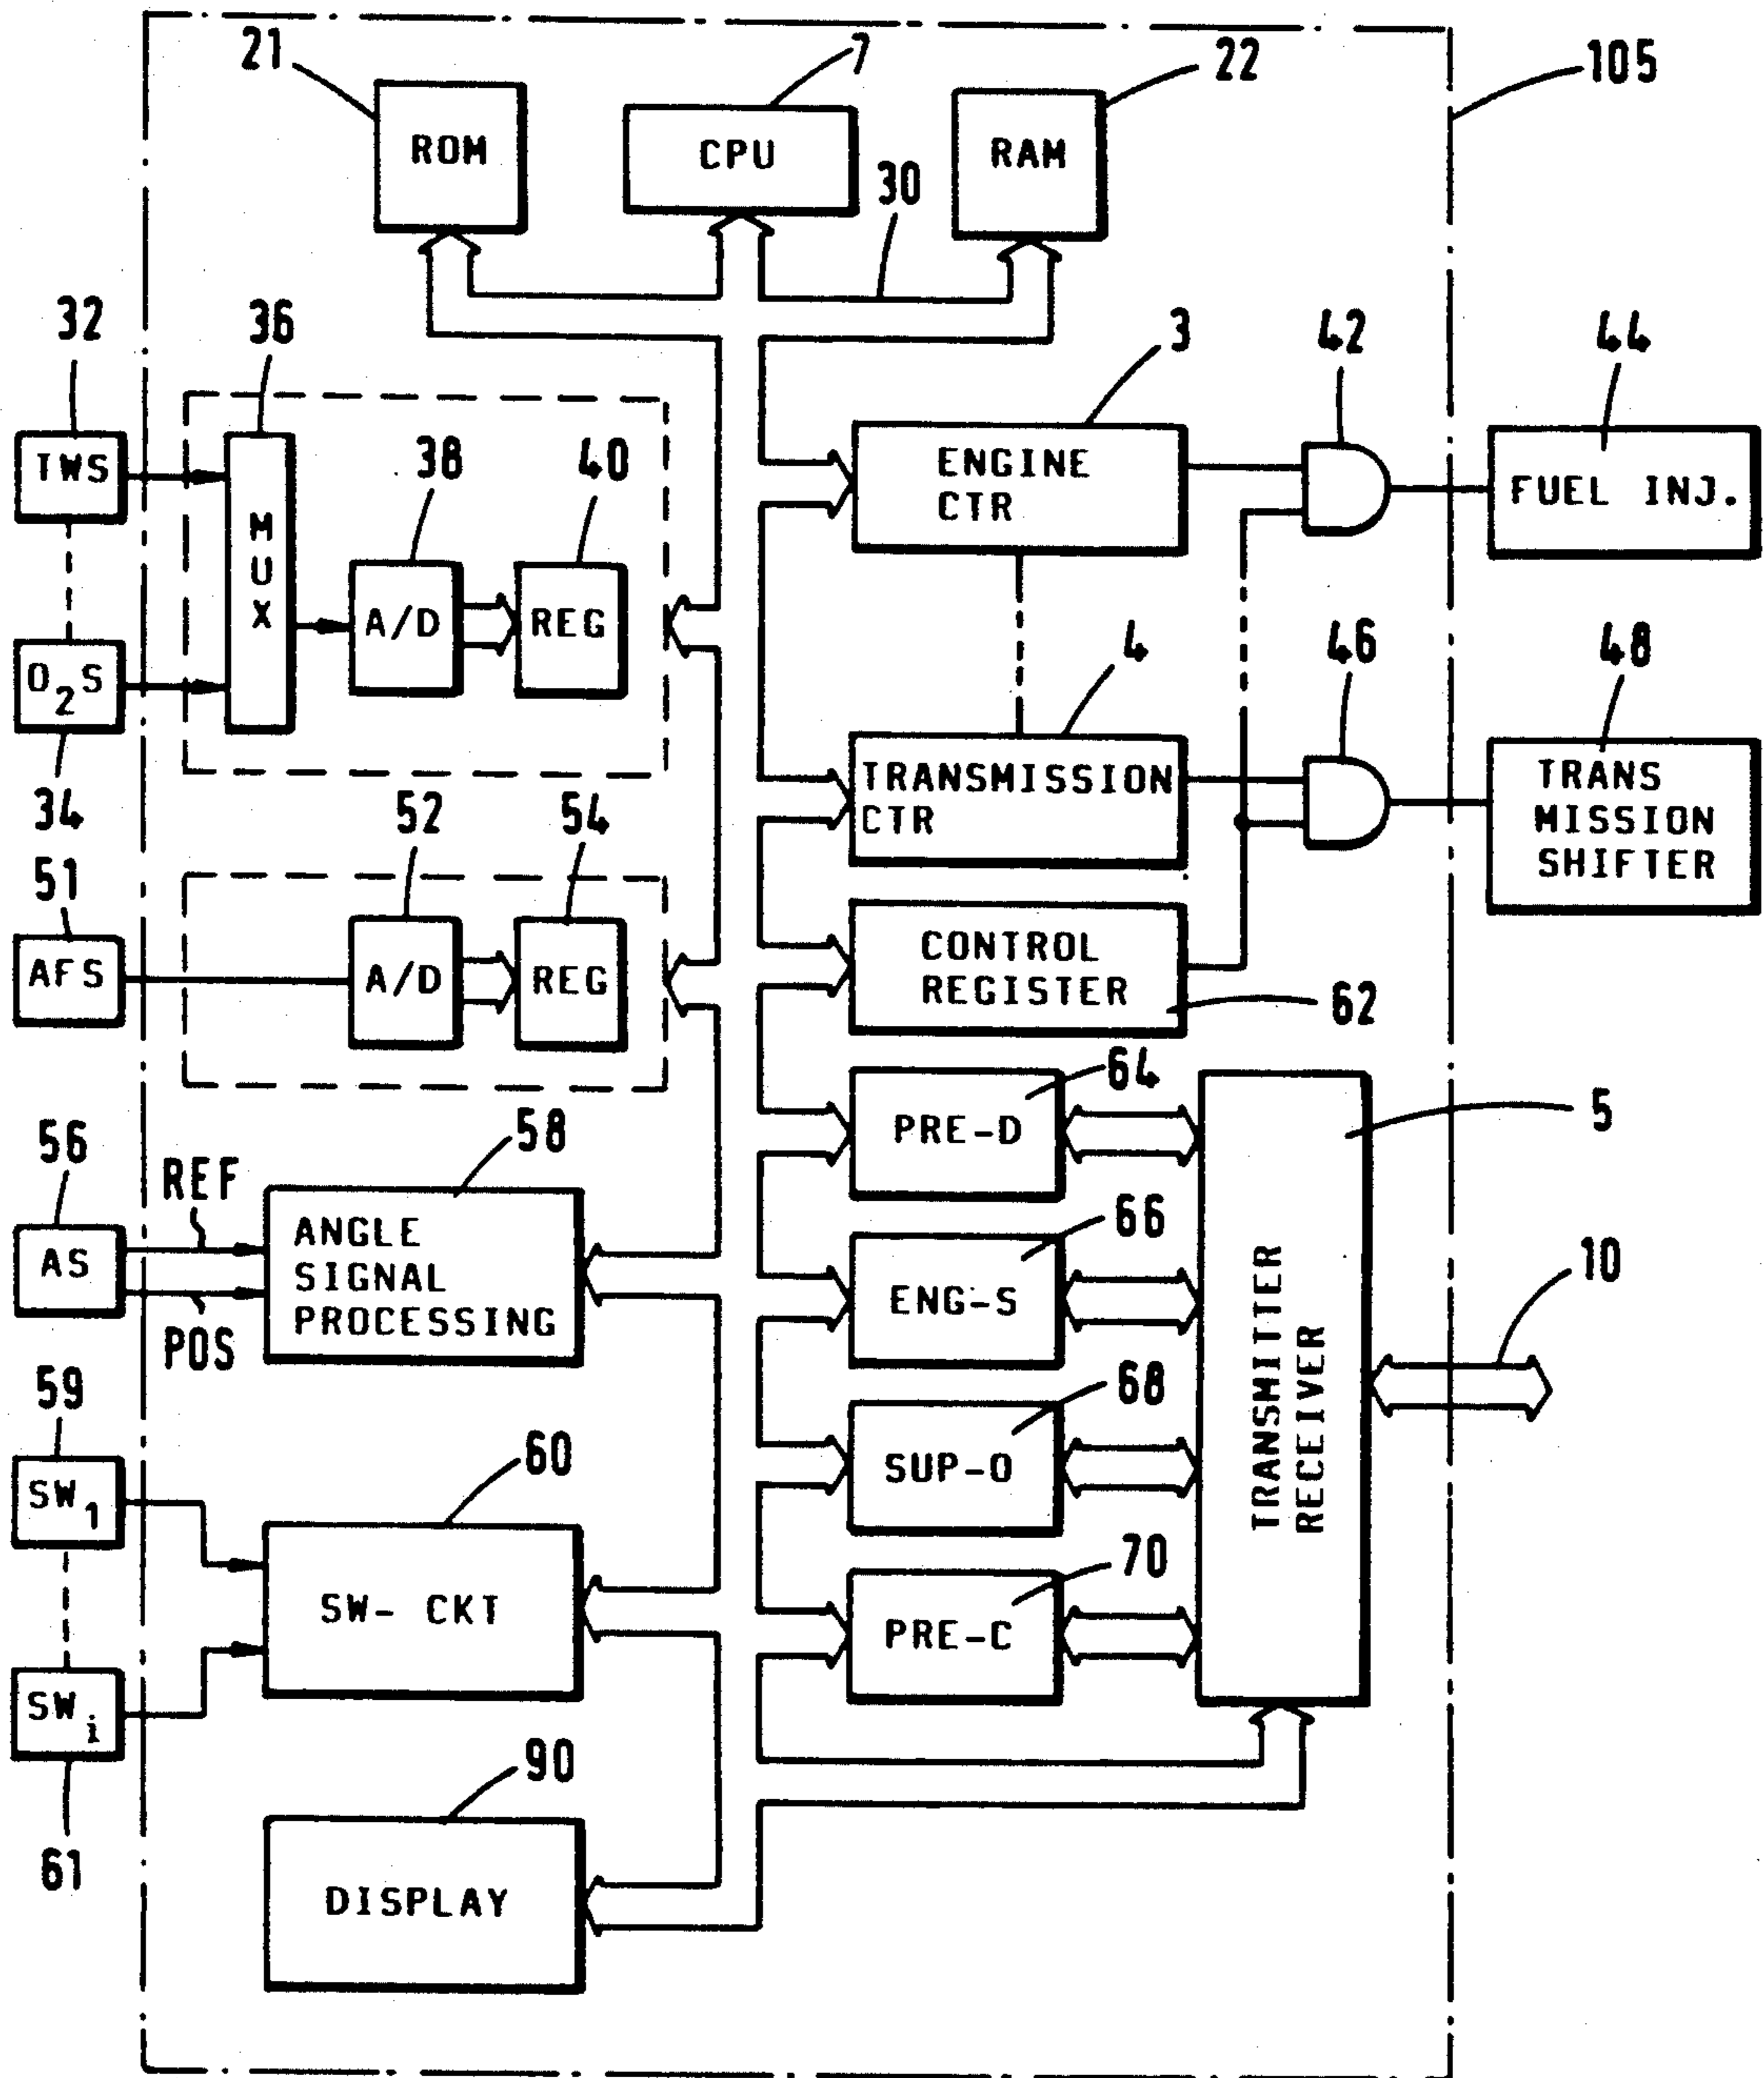 21
7
22
105
ROM
CPU
RAM
30
32
36
3
42
44
TWS
MUX
38
40
ENGINE
CTR
FUEL INJ.
A/D
REG
O2S
34
4
46
48
TRANSMISSION
CTR
TRANS
MISSION
SHIFTER
51
52
54
AFS
A/D
REG
CONTROL
REGISTER
62
64
PRE-D
5
56
REF
58
AS
POS
ANGLE
SIGNAL
PROCESSING
66
ENG-S
10
TRANSMITTER
RECEIVER
59
68
SUP-O
SW1
60
SW- CKT
70
PRE-C
SWi
61
90
DISPLAY